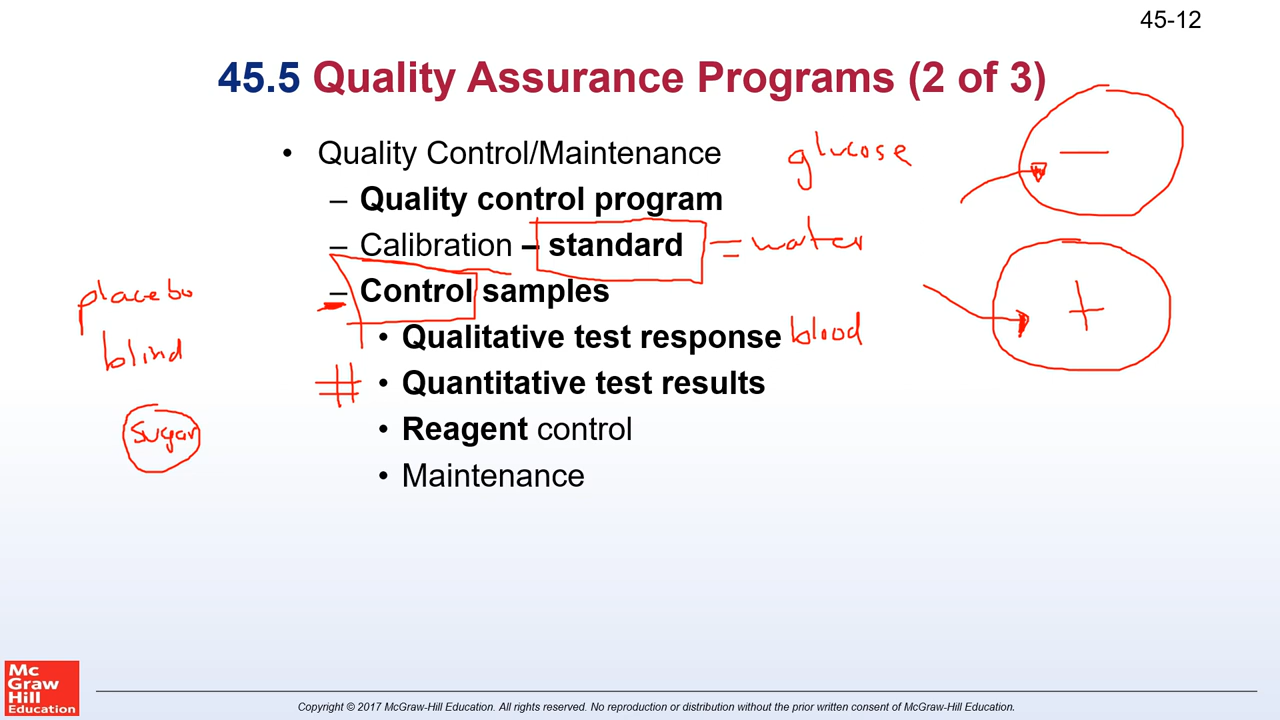 45-12
45.5 Quality Assurance Programs (2 of 3)
• Quality Control/Maintenance glucose
– Quality control program
– Calibration – standard = water
– Control samples
placebo
• Qualitative test response blood
blind
# • Quantitative test results
• Reagent control
sugar
• Maintenance
– 
+
Mc
Graw
Hill
Education
Copyright © 2017 McGraw-Hill Education. All rights reserved. No reproduction or distribution without the prior written consent of McGraw-Hill Education.